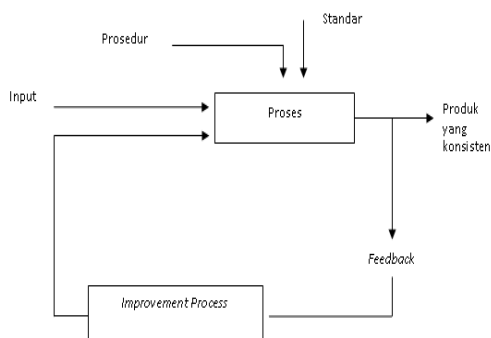 Standar
Prosedur
Input
Proses
Produk
yang
konsisten
Feedback
Improvement Process